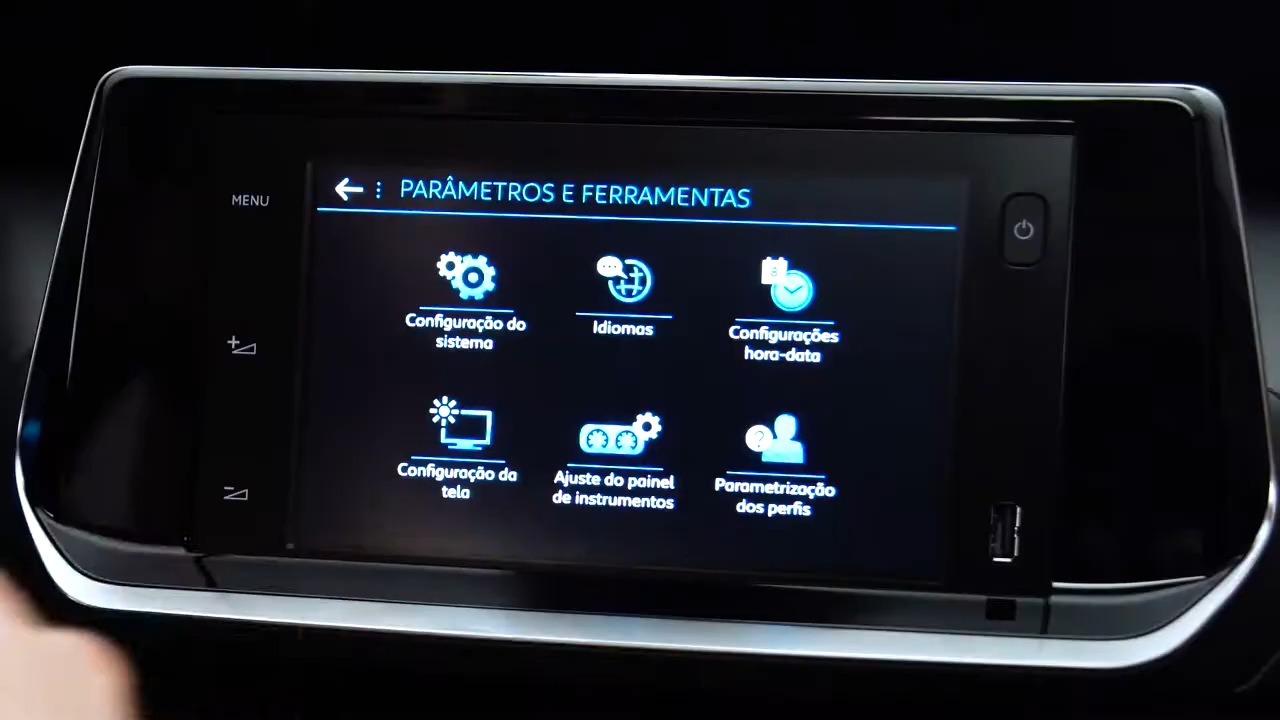 MENU
PARÂMETROS E FERRAMENTAS
Configuração do
sistema
Idiomas
Configurações
hora-data
Configuração da
tela
Ajuste do painel
de instrumentos
Parametrização
dos perfis